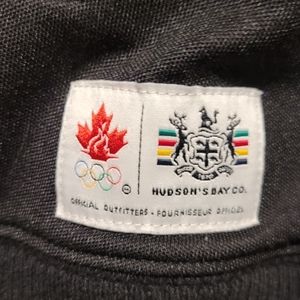 HUDSON'S BAY CO.
OFFICIAL OUTFITTERS • FOURNISSEUR OFFICIEL